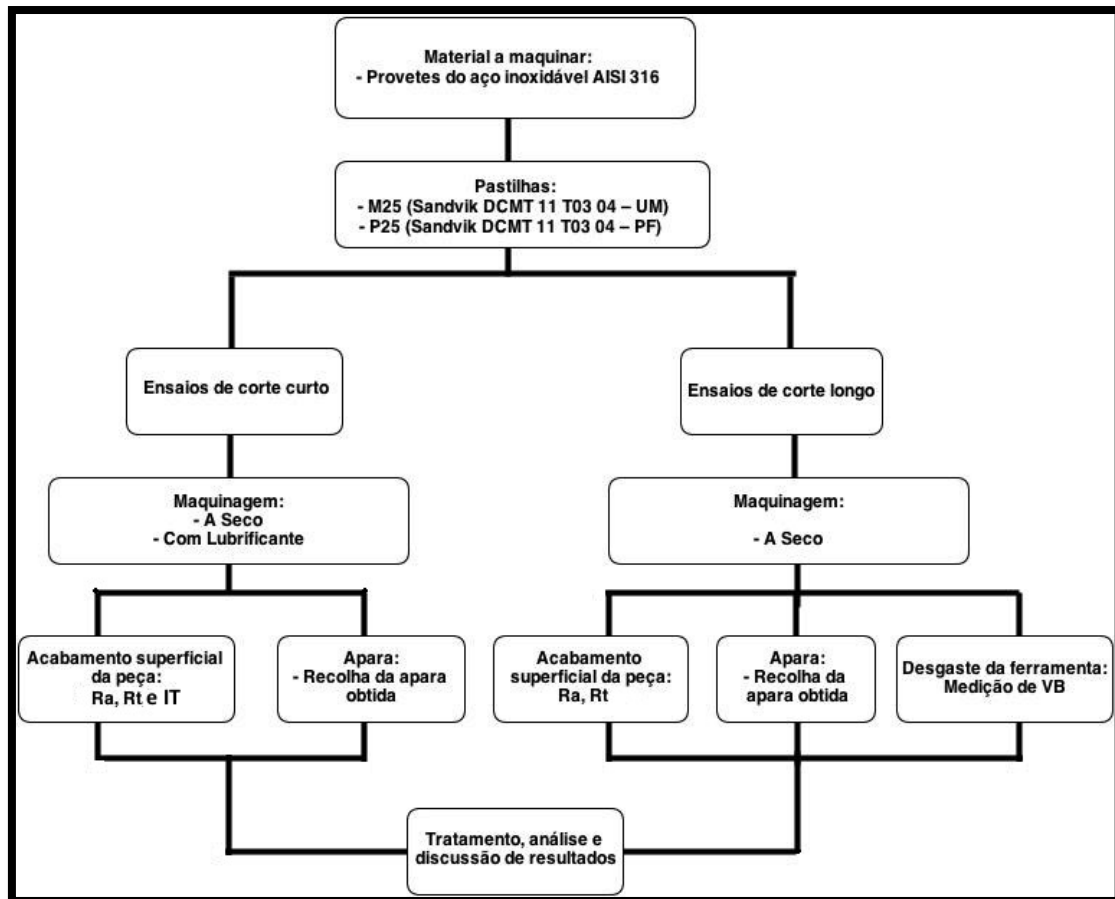 Material a maquinar:
- Provetes do aço inoxidável AISI 316
Pastilhas:
- M25 (Sandvik DCMT 11 T03 04 – UM)
- P25 (Sandvik DCMT 11 T03 04 – PF)
Ensaios de corte curto
Ensaios de corte longo
Maquinagem:
- A Seco
- Com Lubrificante
Maquinagem:
- A Seco
Acabamento superficial
da peça:
Ra, Rt e IT
Apara:
- Recolha da apara
obtida
Acabamento
superficial da peça:
Ra, Rt
Apara:
- Recolha da
apara obtida
Desgaste da ferramenta:
Medição de VB
Tratamento, análise e
discussão de resultados